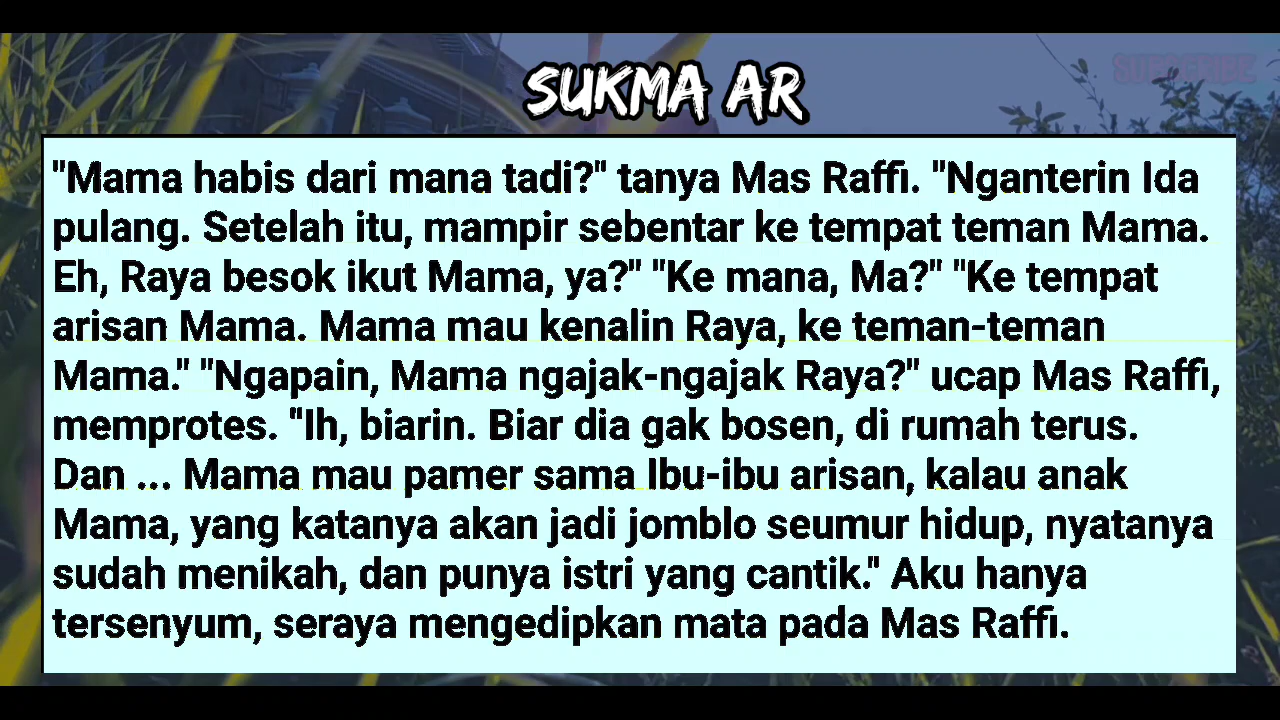 SUKMA AR
SUBSCRIBE
"Mama habis dari mana tadi?" tanya Mas Raffi. "Nganterin Ida
pulang. Setelah itu, mampir sebentar ke tempat teman Mama.
Eh, Raya besok ikut Mama, ya?" "Ke mana, Ma?" "Ke tempat
arisan Mama. Mama mau kenalin Raya, ke teman-teman
Mama." "Ngapain, Mama ngajak-ngajak Raya?" ucap Mas Raffi,
memprotes. "Ih, biarin. Biar dia gak bosen, di rumah terus.
Dan ... Mama mau pamer sama Ibu-ibu arisan, kalau anak
Mama, yang katanya akan jadi jomblo seumur hidup, nyatanya
sudah menikah, dan punya istri yang cantik." Aku hanya
tersenyum, seraya mengedipkan mata pada Mas Raffi.